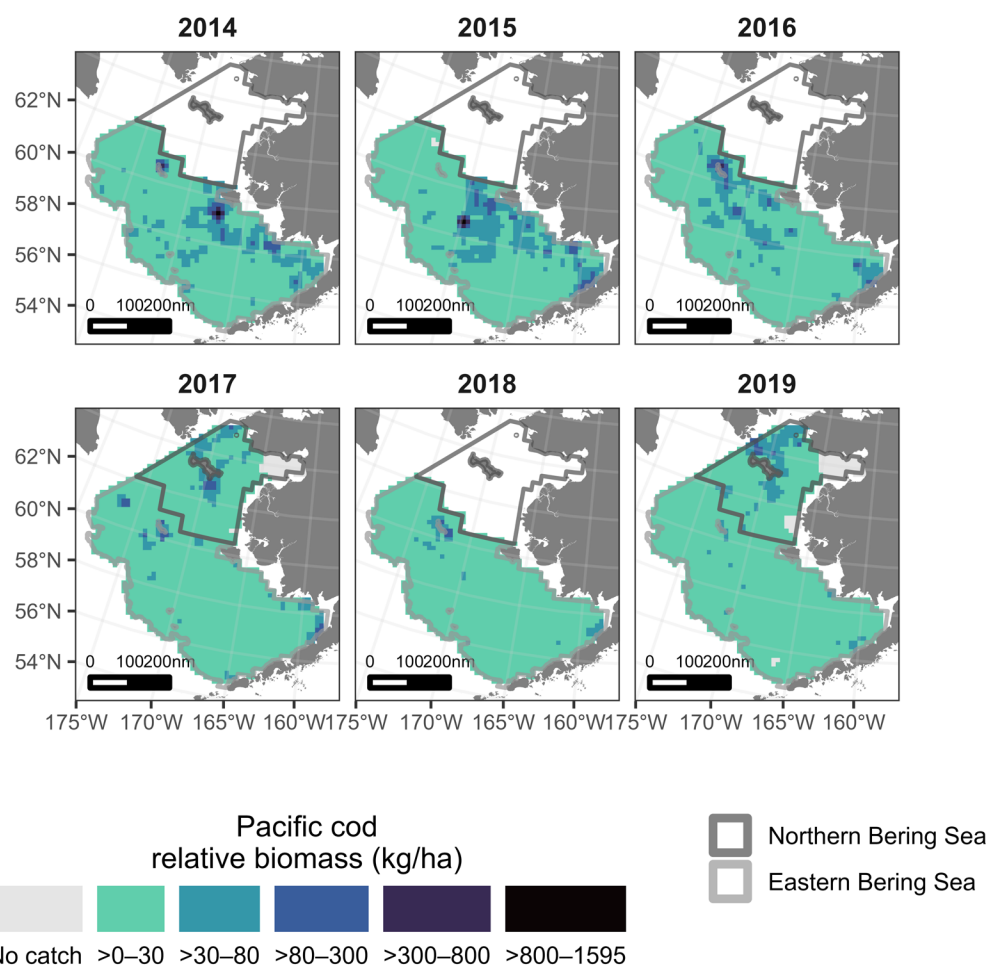 2014 2015 2016
62°N
60°N
58°N
56°N
54°N
0 100200nm 0 100200nm 0 100200nm
2017 2018 2019
62°N
60°N
58°N
56°N
54°N
0 100200nm 0 100200nm 0 100200nm
175°W 170°W 165°W 160°W 175°W 170°W 165°W 160°W 175°W 170°W 165°W 160°W
Pacific cod
relative biomass (kg/ha)
No catch >0–30 >30–80 >80–300 >300–800 >800–1595
Northern Bering Sea
Eastern Bering Sea